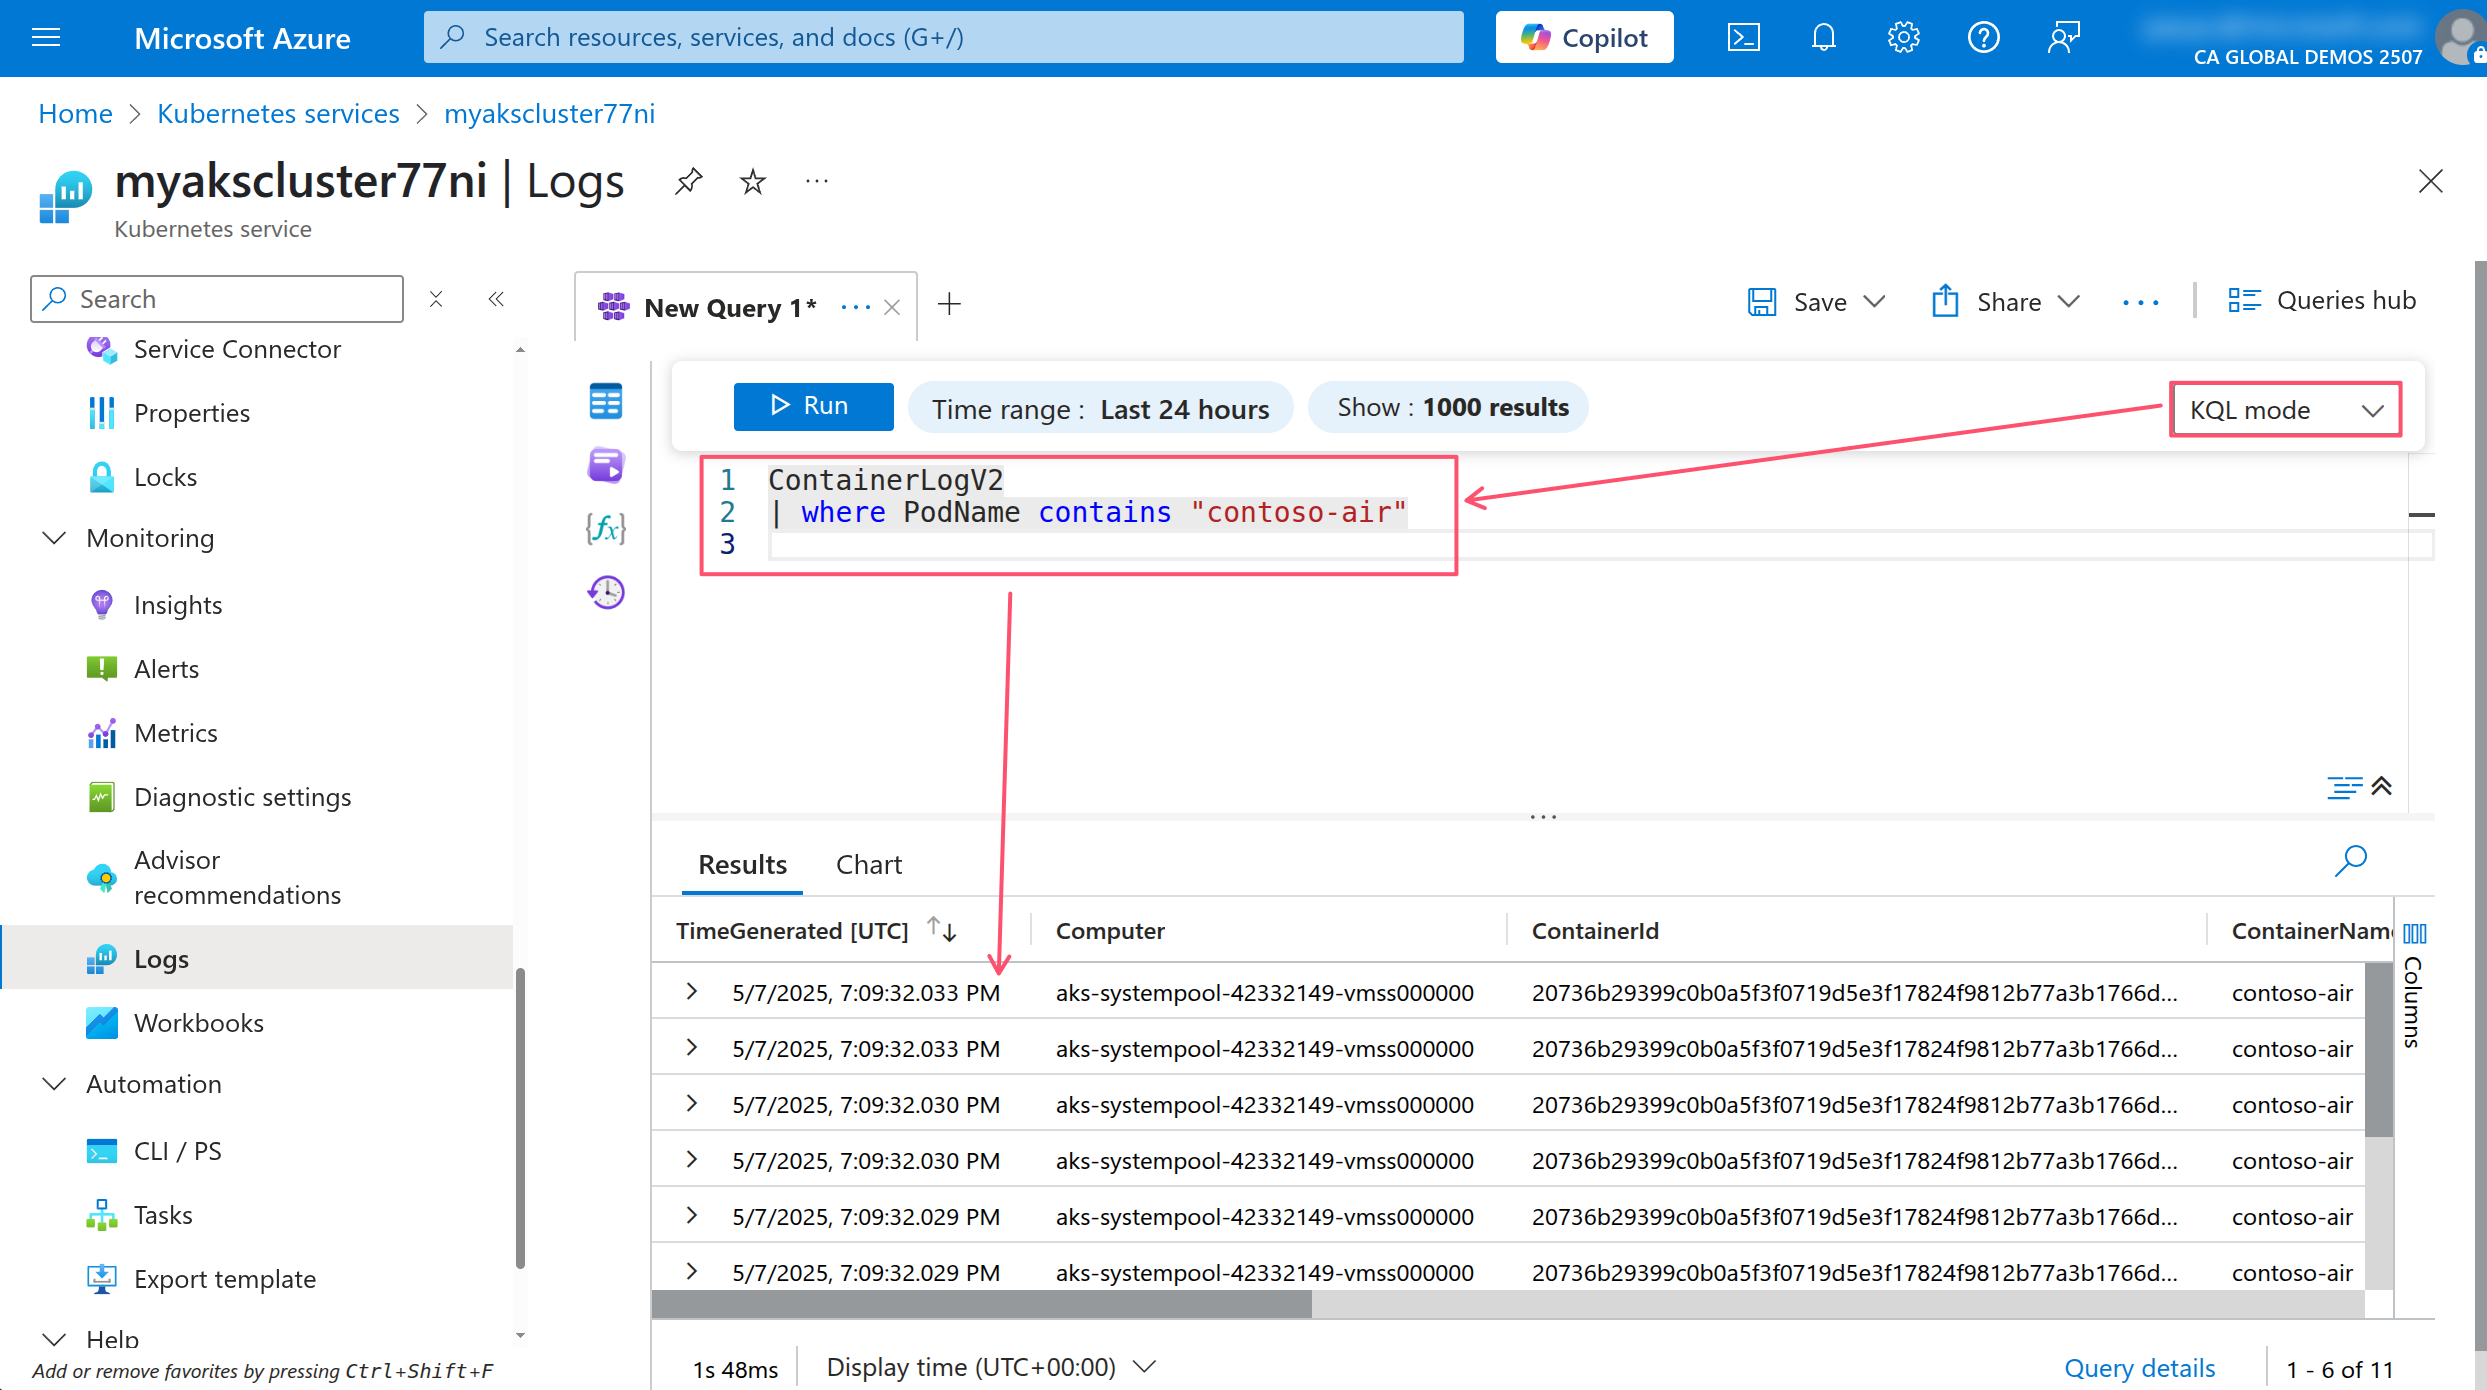 Microsoft Azure
Search resources, services, and docs (G+/)
Copilot
CA GLOBAL DEMOS 2507
Home > Kubernetes services > myakscluster77ni
myakscluster77ni | Logs
Kubernetes service
Search
Service Connector
Properties
Locks
Monitoring
Insights
Alerts
Metrics
Diagnostic settings
Advisor
recommendations
Logs
Workbooks
Automation
CLI / PS
Tasks
Export template
Help
Add or remove favorites by pressing Ctrl+Shift+F
New Query 1*
Save
Share
Queries hub
Run
Time range : Last 24 hours
Show : 1000 results
KQL mode
1 ContainerLogV2
2 | where PodName contains "contoso-air"
3
Results
Chart
TimeGenerated [UTC] Computer ContainerId ContainerName
5/7/2025, 7:09:32.033 PM aks-systempool-42332149-vmss000000 20736b29399c0b0a5f3f0719d5e3f17824f9812b77a3b1766d... contoso-air
5/7/2025, 7:09:32.033 PM aks-systempool-42332149-vmss000000 20736b29399c0b0a5f3f0719d5e3f17824f9812b77a3b1766d... contoso-air
5/7/2025, 7:09:32.030 PM aks-systempool-42332149-vmss000000 20736b29399c0b0a5f3f0719d5e3f17824f9812b77a3b1766d... contoso-air
5/7/2025, 7:09:32.030 PM aks-systempool-42332149-vmss000000 20736b29399c0b0a5f3f0719d5e3f17824f9812b77a3b1766d... contoso-air
5/7/2025, 7:09:32.029 PM aks-systempool-42332149-vmss000000 20736b29399c0b0a5f3f0719d5e3f17824f9812b77a3b1766d... contoso-air
5/7/2025, 7:09:32.029 PM aks-systempool-42332149-vmss000000 20736b29399c0b0a5f3f0719d5e3f17824f9812b77a3b1766d... contoso-air
Columns
1s 48ms
Display time (UTC+00:00)
Query details
1 - 6 of 11